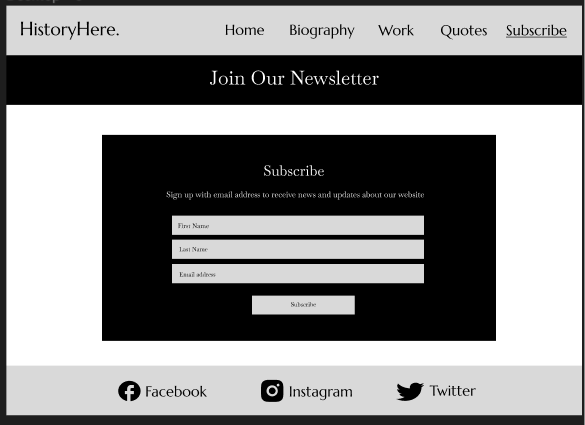 HistoryHere.
Home Biography Work Quotes Subscribe
Join Our Newsletter
Subscribe
Sign up with email address to receive news and updates about our website
First Name
Last Name
Email address
Subscribe
Facebook Instagram Twitter